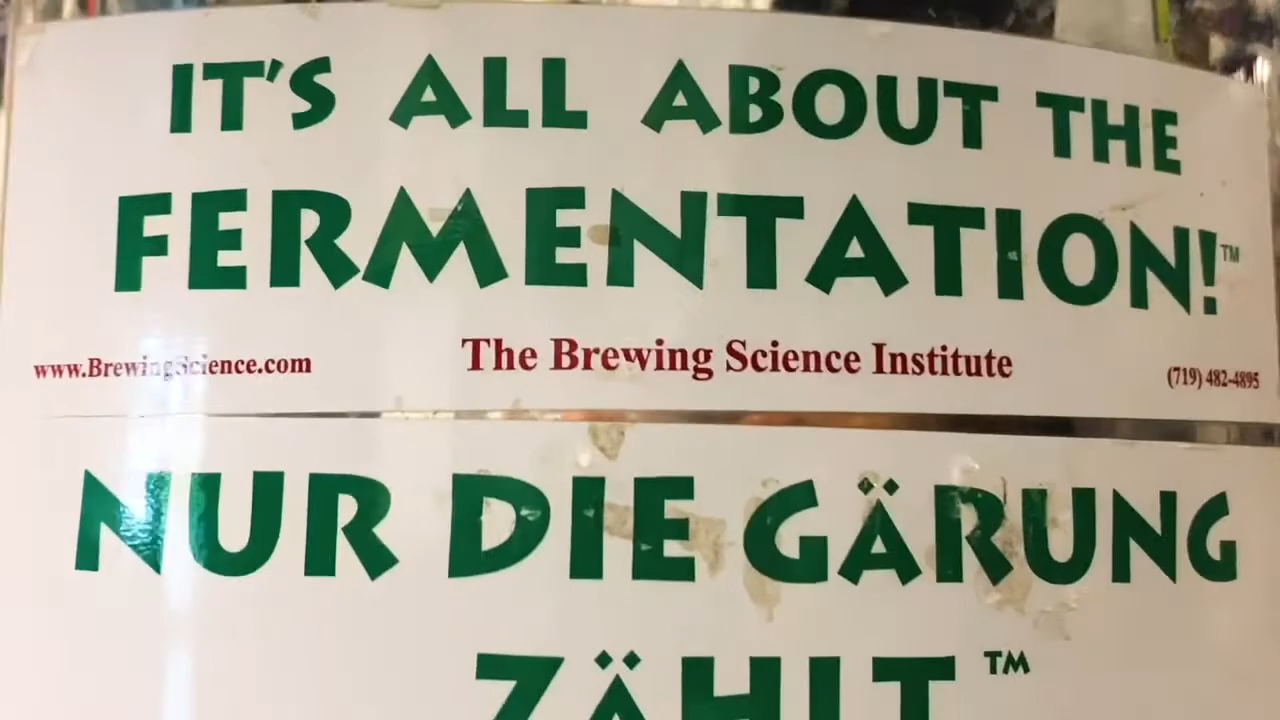 IT'S ALL ABOUT THE
FERMENTATION!™
www.BrewingScience.com The Brewing Science Institute (719) 482-4895
NUR DIE GÄRUNG
ZÄHLT™